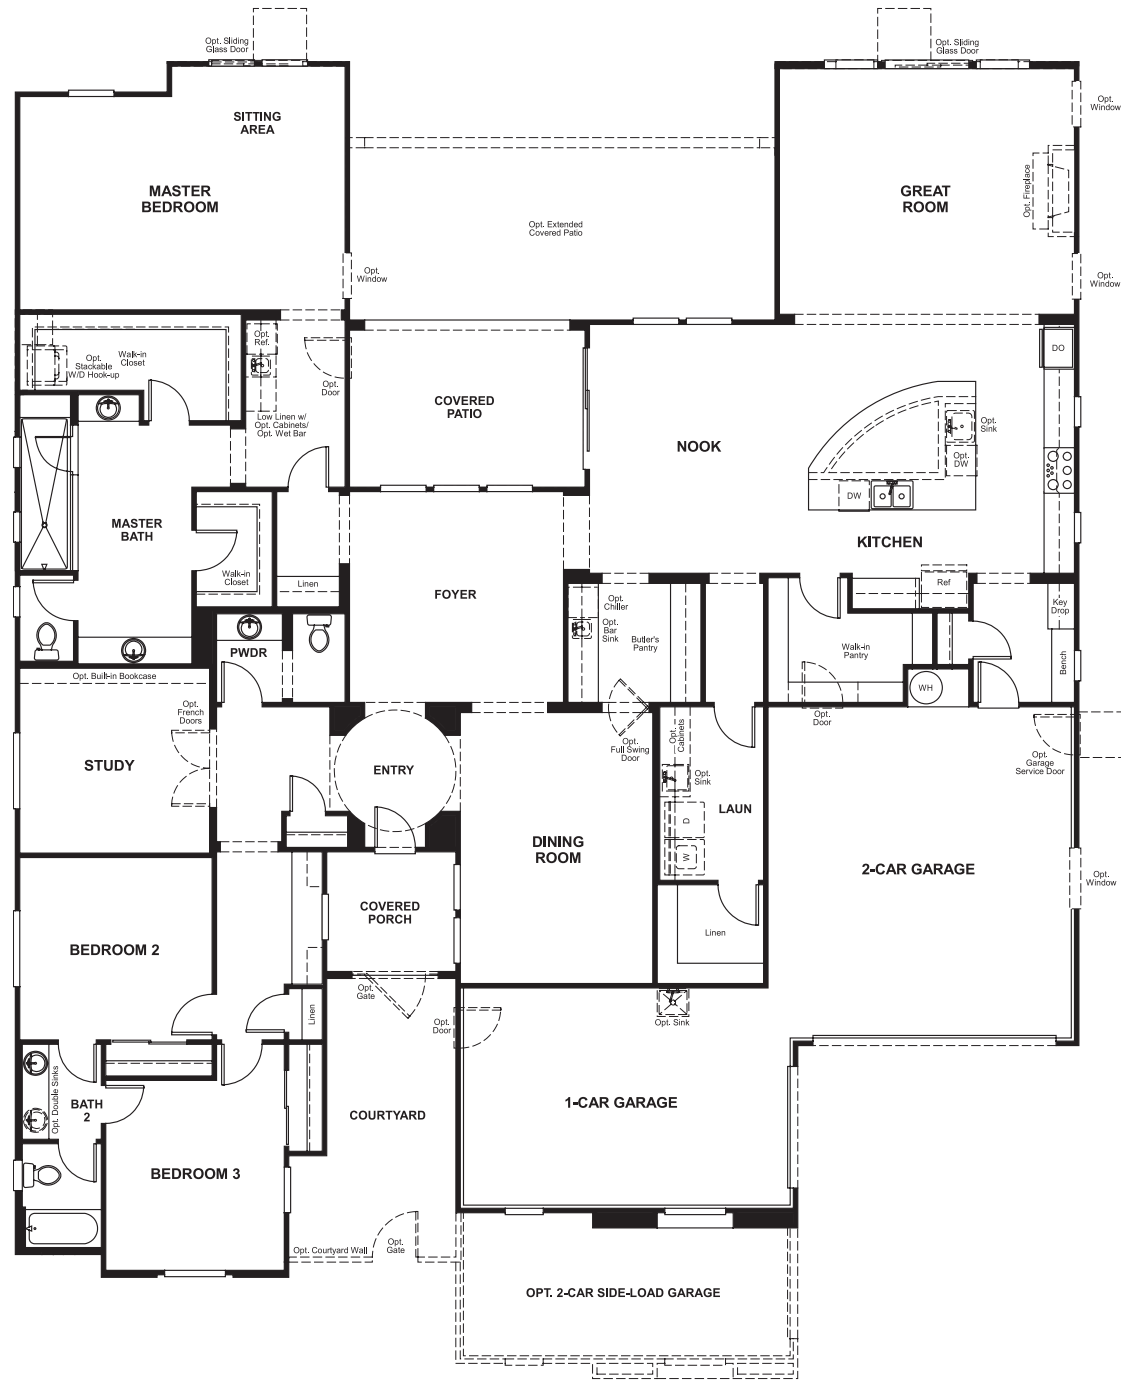 Opt. Sliding
Glass Door
Opt. Sliding
Glass Door
SITTING
AREA
Opt.
Window
MASTER
BEDROOM
GREAT
ROOM
Opt. Fireplace
Opt. Extended
Covered Patio
Opt.
Window
Opt.
Window
Opt.
Ref.
Opt.
Stackable
W/D Hook-up
Walk-in
Closet
Opt.
Door
DO
COVERED
PATIO
Low Linen w/
Opt. Cabinets/
Opt. Wet Bar
Opt.
Sink
NOOK
Opt.
DW
DW
MASTER
BATH
KITCHEN
Walk-in
Closet
Linen
FOYER
Opt.
Chiller
Opt.
Bar
Sink
Butler's
Pantry
Ref
Key
Drop
PWDR
Walk-in
Pantry
Bench
Opt. Built-in Bookcase
WH
Opt.
French
Doors
Opt.
Door
STUDY
ENTRY
Opt.
Full Swing
Door
Opt.
Cabinets
Opt.
Sink
Opt.
Garage
Service Door
LAUN
D
W
DINING
ROOM
2-CAR GARAGE
Opt.
Window
COVERED
PORCH
Linen
BEDROOM 2
Opt.
Gate
Linen
Opt.
Door
Opt. Sink
Opt. Double Sinks
BATH
2
COURTYARD
1-CAR GARAGE
BEDROOM 3
Opt. Courtyard Wall
Opt.
Gate
OPT. 2-CAR SIDE-LOAD GARAGE